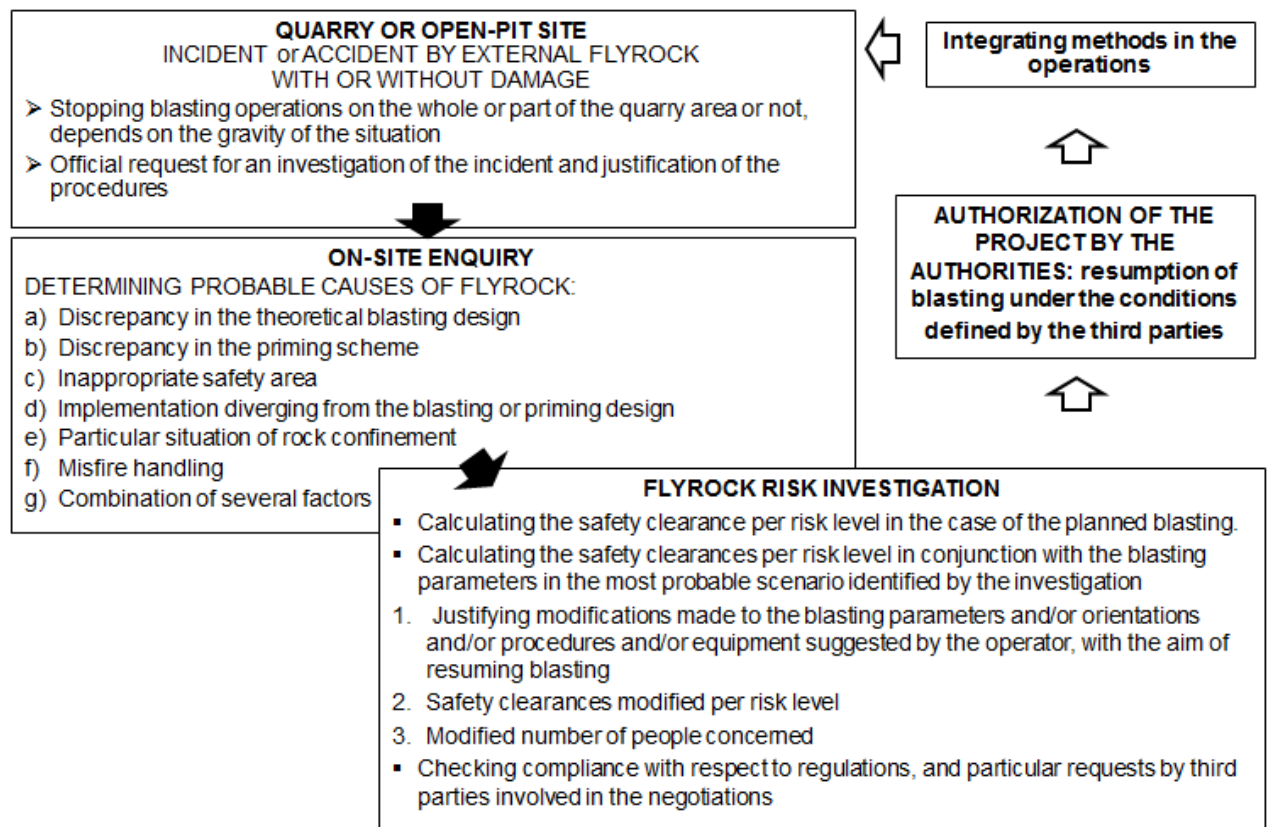 QUARRY OR OPEN-PIT SITE
INCIDENT or ACCIDENT BY EXTERNAL FLYROCK
WITH OR WITHOUT DAMAGE
➢ Stopping blasting operations on the whole or part of the quarry area or not,
depends on the gravity of the situation
➢ Official request for an investigation of the incident and justification of the
procedures
ON-SITE ENQUIRY
DETERMINING PROBABLE CAUSES OF FLYROCK:
a) Discrepancy in the theoretical blasting design
b) Discrepancy in the priming scheme
c) Inappropriate safety area
d) Implementation diverging from the blasting or priming design
e) Particular situation of rock confinement
f) Misfire handling
g) Combination of several factors
FLYROCK RISK INVESTIGATION
▪ Calculating the safety clearance per risk level in the case of the planned blasting.
▪ Calculating the safety clearances per risk level in conjunction with the blasting
parameters in the most probable scenario identified by the investigation
1. Justifying modifications made to the blasting parameters and/or orientations
and/or procedures and/or equipment suggested by the operator, with the aim of
resuming blasting
2. Safety clearances modified per risk level
3. Modified number of people concerned
▪ Checking compliance with respect to regulations, and particular requests by third
parties involved in the negotiations
AUTHORIZATION OF THE
PROJECT BY THE
AUTHORITIES: resumption of
blasting under the conditions
defined by the third parties
Integrating methods in the
operations